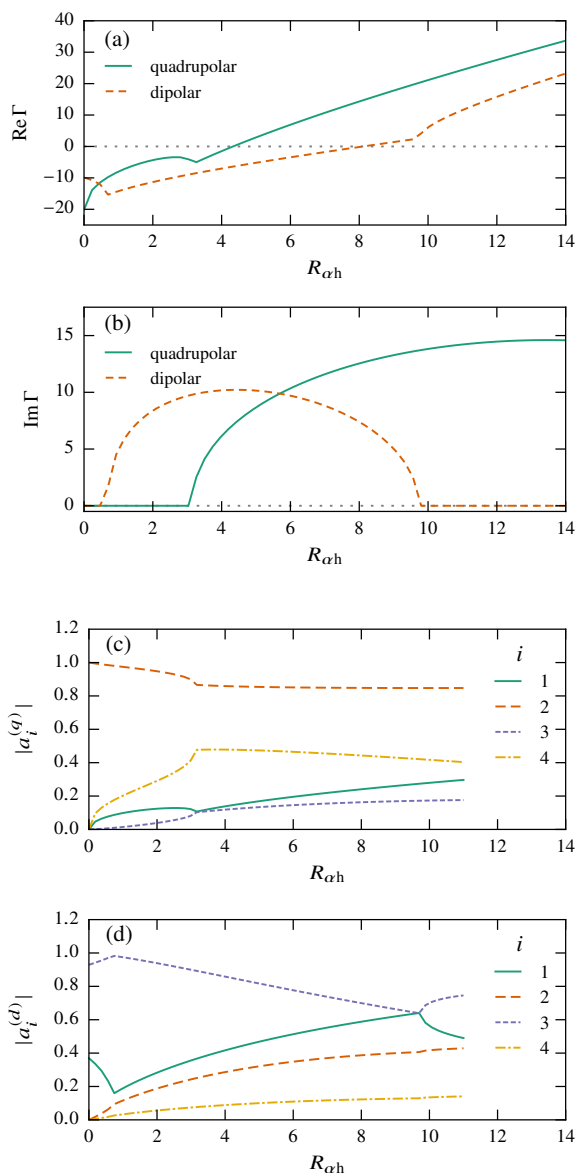 (a)
quadrupolar
dipolar
Re Γ
40
30
20
10
0
−10
−20
0 2 4 6 8 10 12 14
R_αh
(b)
quadrupolar
dipolar
Im Γ
15
10
5
0
0 2 4 6 8 10 12 14
R_αh
(c)
i
1
2
3
4
|a_i^(q)|
1.2
1.0
0.8
0.6
0.4
0.2
0.0
0 2 4 6 8 10 12 14
R_αh
(d)
i
1
2
3
4
|a_i^(d)|
1.2
1.0
0.8
0.6
0.4
0.2
0.0
0 2 4 6 8 10 12 14
R_αh